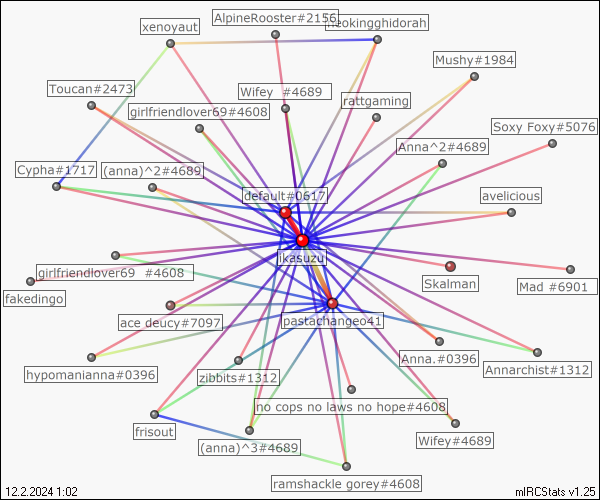 AlpineRooster#2156
neokingghidorah
xenoyaut
Mushy#1984
Toucan#2473
Wifey #4689
rattgaming
girlfriendlover69#4608
Soxy Foxy#5076
Anna^2#4689
Cypha#1717
(anna)^2#4689
default#0617
avelicious
ikasuzu
girlfriendlover69 #4608
Skalman
Mad #6901
fakedingo
ace deucy#7097
pastachangeo41
Anna.#0396
Annarchist#1312
hypomanianna#0396
zibbits#1312
no cops no laws no hope#4608
frisout
(anna)^3#4689
Wifey#4689
ramshackle gorey#4608
12.2.2024 1:02
mIRCStats v1.25